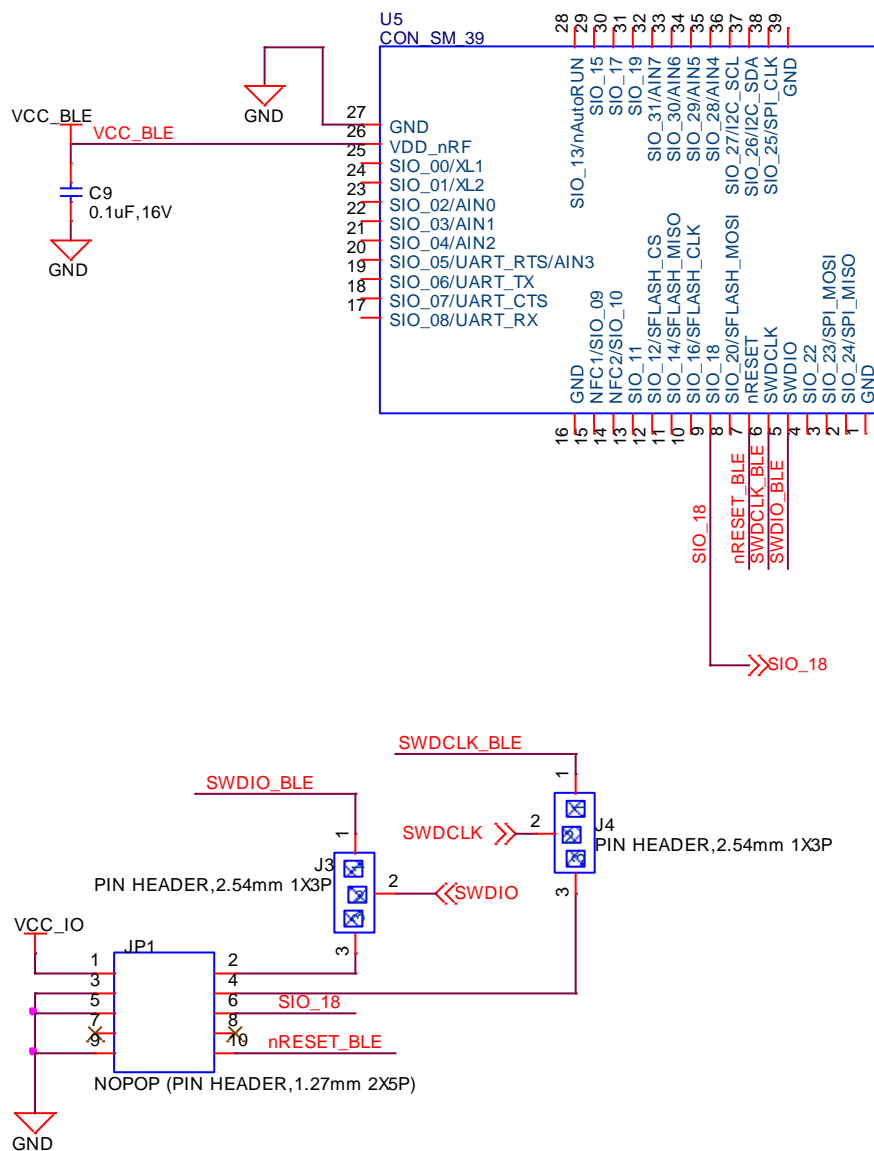 U5
CON_SM_39
28
29
30
31
32
33
34
35
36
37
38
39
SIO_13/nAutoRUN
SIO_15
SIO_17
SIO_19
SIO_31/AIN7
SIO_30/AIN6
SIO_29/AIN5
SIO_28/AIN4
SIO_27/I2C_SCL
SIO_26/I2C_SDA
SIO_25/SPI_CLK
GND
27
26
25
24
23
22
21
20
19
18
17
GND
VDD_nRF
SIO_00/XL1
SIO_01/XL2
SIO_02/AIN0
SIO_03/AIN1
SIO_04/AIN2
SIO_05/UART_RTS/AIN3
SIO_06/UART_TX
SIO_07/UART_CTS
SIO_08/UART_RX
GND
VCC_BLE
VCC_BLE
C9
0.1uF,16V
GND
GND
NFC1/SIO_09
NFC2/SIO_10
SIO_11
SIO_12/SFLASH_CS
SIO_14/SFLASH_MISO
SIO_16/SFLASH_CLK
SIO_18
SIO_20/SFLASH_MOSI
nRESET
SWDCLK
SWDIO
SIO_22
SIO_23/SPI_MOSI
SIO_24/SPI_MISO
GND
16
15
14
13
12
11
10
9
8
7
6
5
4
3
2
1
SIO_18
nRESET_BLE
SWDCLK_BLE
SWDIO_BLE
SIO_18
SWDCLK_BLE
SWDIO_BLE
1
2
3
SWDCLK
J4
PIN HEADER,2.54mm 1X3P
1
2
3
J3
PIN HEADER,2.54mm 1X3P
1
2
3
SWDIO
1
2
3
VCC_IO
JP1
1
3
5
7
9
2
4
6
8
10
SIO_18
nRESET_BLE
NOPOP (PIN HEADER,1.27mm 2X5P)
GND